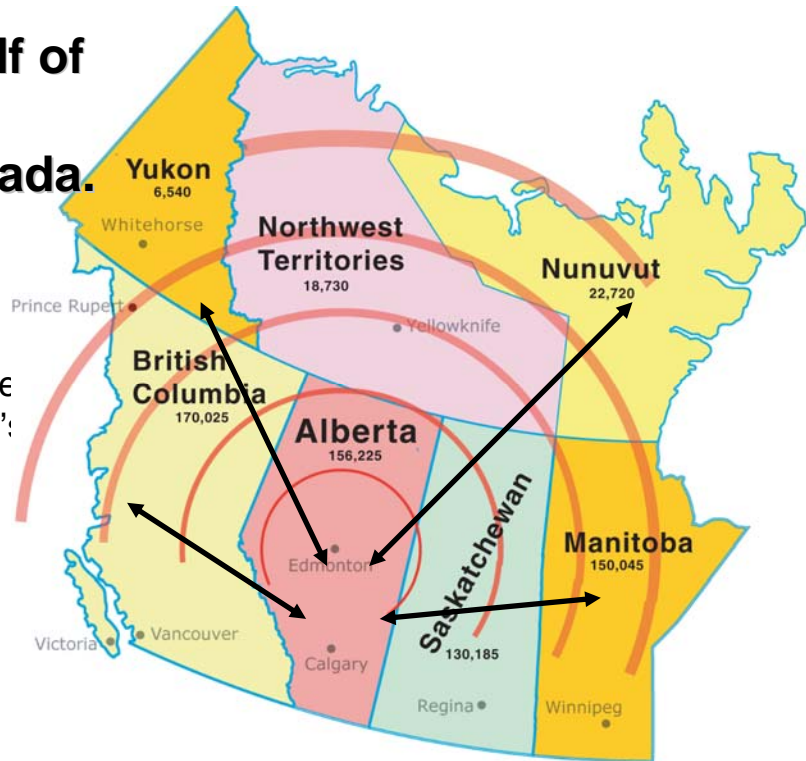 lf of
ada.
Yukon
6,540
Whitehorse
Northwest
Territories
18,730
Nunuvut
22,720
Prince Rupert
Yellowknife
e
's
British
Columbia
170,025
Alberta
156,225
Edmonton
Saskatchewan
130,185
Manitoba
150,045
Victoria
Vancouver
Calgary
Regina
Winnipeg